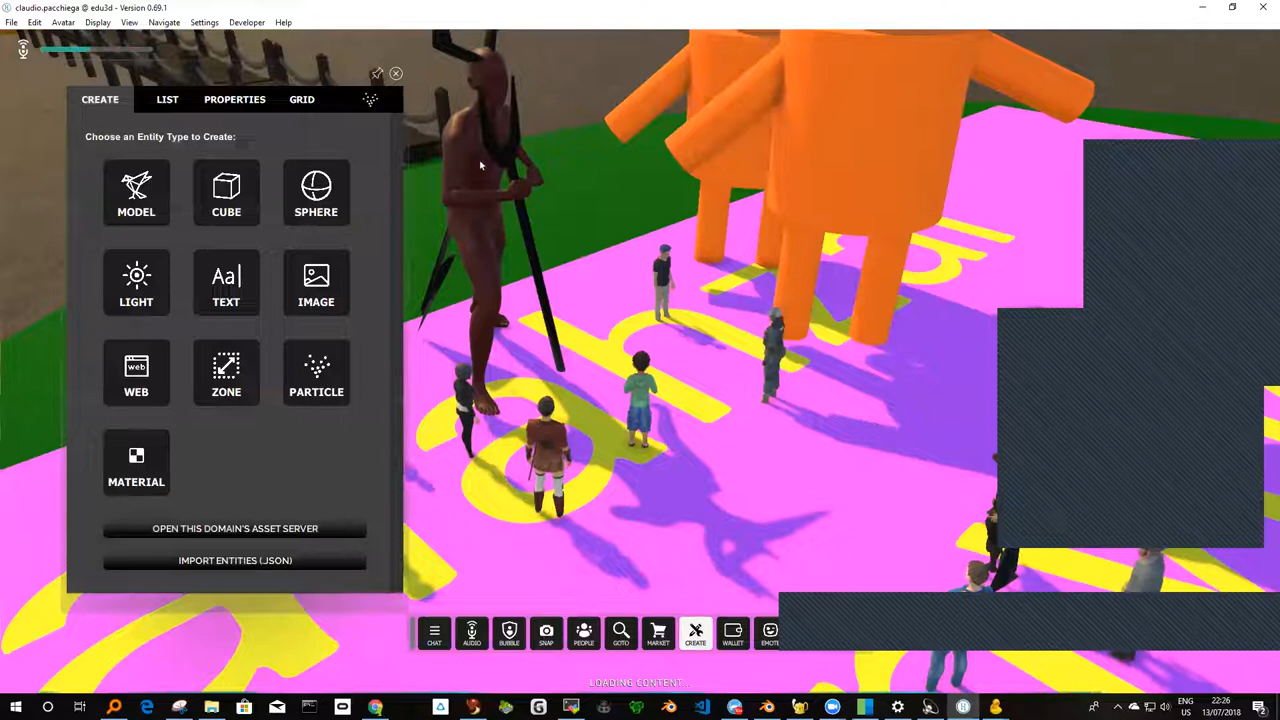 claudio.pacchiega @ edu3d - Version 0.69.1
File Edit Avatar Display View Navigate Settings Developer Help
CREATE LIST PROPERTIES GRID
Choose an Entity Type to Create:
MODEL CUBE SPHERE
Aa|
LIGHT TEXT IMAGE
web
WEB ZONE PARTICLE
MATERIAL
OPEN THIS DOMAIN'S ASSET SERVER
IMPORT ENTITIES (.JSON)
CHAT AUDIO BUBBLE SNAP PEOPLE GOTO MARKET CREATE WALLET EMOTE
LOADING CONTENT...
ENG 22:26
US 13/07/2018